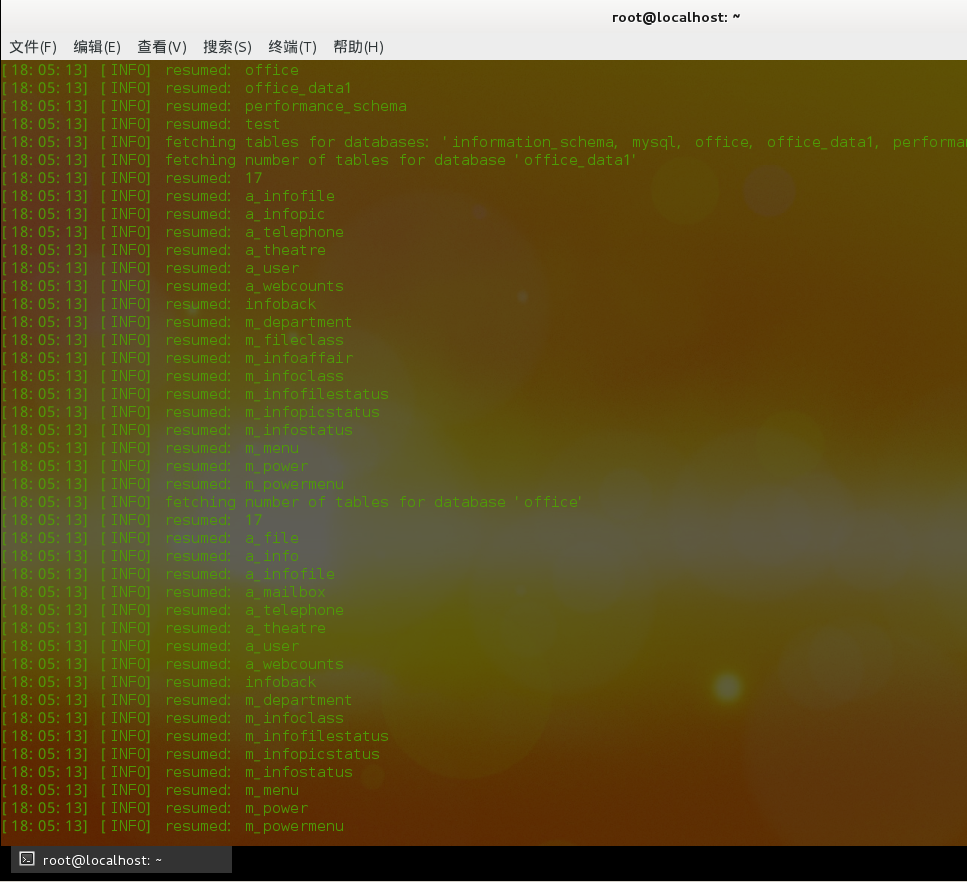 root@localhost: ~
文件(F) 编辑(E) 查看(V) 搜索(S) 终端(T) 帮助(H)
[18:05:13] [INFO] resumed: office
[18:05:13] [INFO] resumed: office_data1
[18:05:13] [INFO] resumed: performance_schema
[18:05:13] [INFO] resumed: test
[18:05:13] [INFO] fetching tables for databases: 'information_schema, mysql, office, office_data1, performa
[18:05:13] [INFO] fetching number of tables for database 'office_data1'
[18:05:13] [INFO] resumed: 17
[18:05:13] [INFO] resumed: a_infofile
[18:05:13] [INFO] resumed: a_infopic
[18:05:13] [INFO] resumed: a_telephone
[18:05:13] [INFO] resumed: a_theatre
[18:05:13] [INFO] resumed: a_user
[18:05:13] [INFO] resumed: a_webcounts
[18:05:13] [INFO] resumed: infoback
[18:05:13] [INFO] resumed: m_department
[18:05:13] [INFO] resumed: m_fileclass
[18:05:13] [INFO] resumed: m_infoaffair
[18:05:13] [INFO] resumed: m_infoclass
[18:05:13] [INFO] resumed: m_infofilestatus
[18:05:13] [INFO] resumed: m_infopicstatus
[18:05:13] [INFO] resumed: m_infostatus
[18:05:13] [INFO] resumed: m_menu
[18:05:13] [INFO] resumed: m_power
[18:05:13] [INFO] resumed: m_powermenu
[18:05:13] [INFO] fetching number of tables for database 'office'
[18:05:13] [INFO] resumed: 17
[18:05:13] [INFO] resumed: a_file
[18:05:13] [INFO] resumed: a_info
[18:05:13] [INFO] resumed: a_infofile
[18:05:13] [INFO] resumed: a_mailbox
[18:05:13] [INFO] resumed: a_telephone
[18:05:13] [INFO] resumed: a_theatre
[18:05:13] [INFO] resumed: a_user
[18:05:13] [INFO] resumed: a_webcounts
[18:05:13] [INFO] resumed: infoback
[18:05:13] [INFO] resumed: m_department
[18:05:13] [INFO] resumed: m_infoclass
[18:05:13] [INFO] resumed: m_infofilestatus
[18:05:13] [INFO] resumed: m_infopicstatus
[18:05:13] [INFO] resumed: m_infostatus
[18:05:13] [INFO] resumed: m_menu
[18:05:13] [INFO] resumed: m_power
[18:05:13] [INFO] resumed: m_powermenu
root@localhost: ~